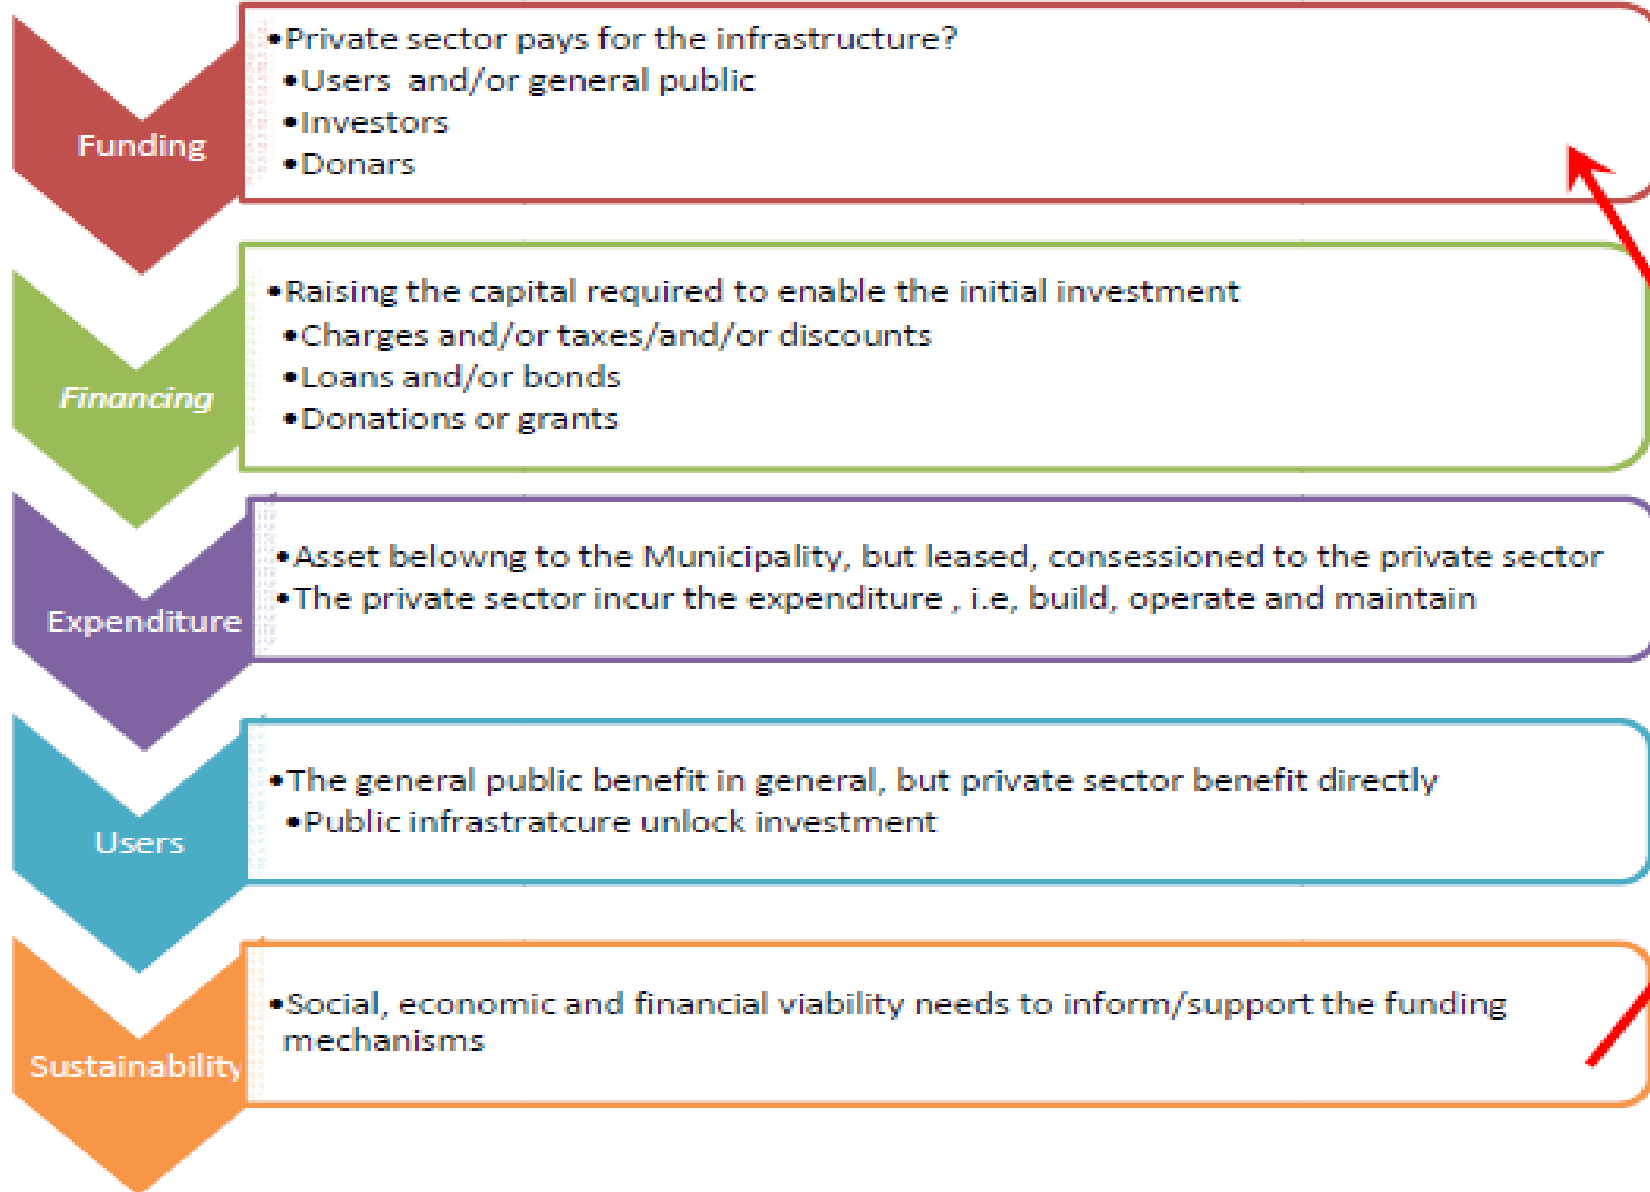 Funding
•Private sector pays for the infrastructure?
•Users and/or general public
•Investors
•Donars
Financing
•Raising the capital required to enable the initial investment
•Charges and/or taxes/and/or discounts
•Loans and/or bonds
•Donations or grants
Expenditure
•Asset belowng to the Municipality, but leased, consessioned to the private sector
•The private sector incur the expenditure , i.e, build, operate and maintain
Users
•The general public benefit in general, but private sector benefit directly
•Public infrastratcure unlock investment
Sustainability
•Social, economic and financial viability needs to inform/support the funding
mechanisms